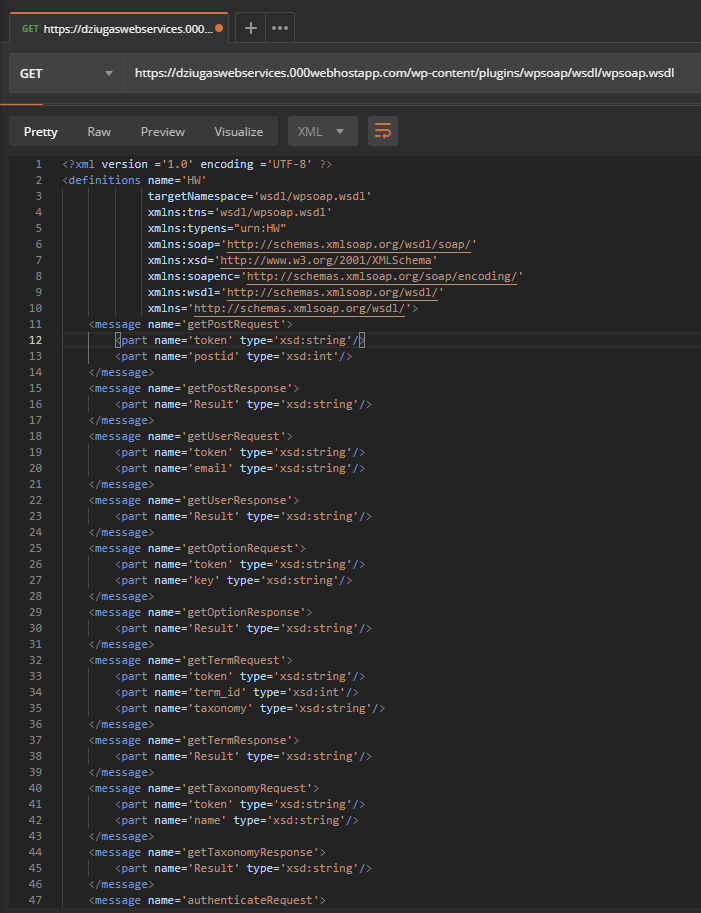 GET https://dziugaswebservices.000...
GET https://dziugaswebservices.000webhostapp.com/wp-content/plugins/wpsoap/wsdl/wpsoap.wsdl
Pretty Raw Preview Visualize XML
1 <?xml version ='1.0' encoding ='UTF-8' ?>
2 <definitions name='HW'
3 targetNamespace='wsdl/wpsoap.wsdl'
4 xmlns:tns='wsdl/wpsoap.wsdl'
5 xmlns:typens="urn:HW"
6 xmlns:soap='http://schemas.xmlsoap.org/wsdl/soap/'
7 xmlns:xsd='http://www.w3.org/2001/XMLSchema'
8 xmlns:soapenc='http://schemas.xmlsoap.org/soap/encoding/'
9 xmlns:wsdl='http://schemas.xmlsoap.org/wsdl/'
10 xmlns='http://schemas.xmlsoap.org/wsdl/'>
11 <message name='getPostRequest'>
12 <part name='token' type='xsd:string'/>
13 <part name='postid' type='xsd:int'/>
14 </message>
15 <message name='getPostResponse'>
16 <part name='Result' type='xsd:string'/>
17 </message>
18 <message name='getUserRequest'>
19 <part name='token' type='xsd:string'/>
20 <part name='email' type='xsd:string'/>
21 </message>
22 <message name='getUserResponse'>
23 <part name='Result' type='xsd:string'/>
24 </message>
25 <message name='getOptionRequest'>
26 <part name='token' type='xsd:string'/>
27 <part name='key' type='xsd:string'/>
28 </message>
29 <message name='getOptionResponse'>
30 <part name='Result' type='xsd:string'/>
31 </message>
32 <message name='getTermRequest'>
33 <part name='token' type='xsd:string'/>
34 <part name='term_id' type='xsd:int'/>
35 <part name='taxonomy' type='xsd:string'/>
36 </message>
37 <message name='getTermResponse'>
38 <part name='Result' type='xsd:string'/>
39 </message>
40 <message name='getTaxonomyRequest'>
41 <part name='token' type='xsd:string'/>
42 <part name='name' type='xsd:string'/>
43 </message>
44 <message name='getTaxonomyResponse'>
45 <part name='Result' type='xsd:string'/>
46 </message>
47 <message name='authenticateRequest'>